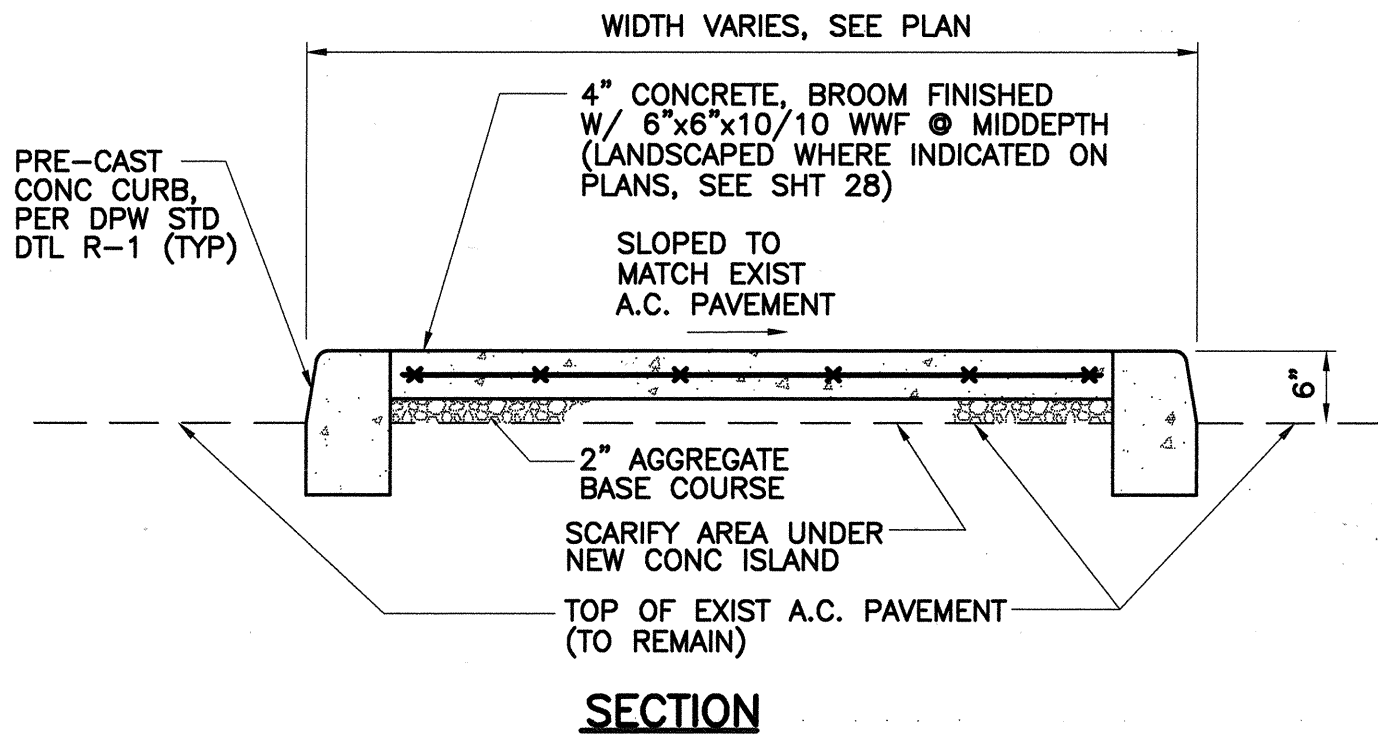 WIDTH VARIES, SEE PLAN
4" CONCRETE, BROOM FINISHED
W/ 6"x6"x10/10 WWF @ MIDDEPTH
(LANDSCAPED WHERE INDICATED ON
PLANS, SEE SHT 28)
PRE-CAST
CONC CURB,
PER DPW STD
DTL R-1 (TYP)
SLOPED TO
MATCH EXIST
A.C. PAVEMENT
6"
2" AGGREGATE
BASE COURSE
SCARIFY AREA UNDER
NEW CONC ISLAND
TOP OF EXIST A.C. PAVEMENT
(TO REMAIN)
SECTION